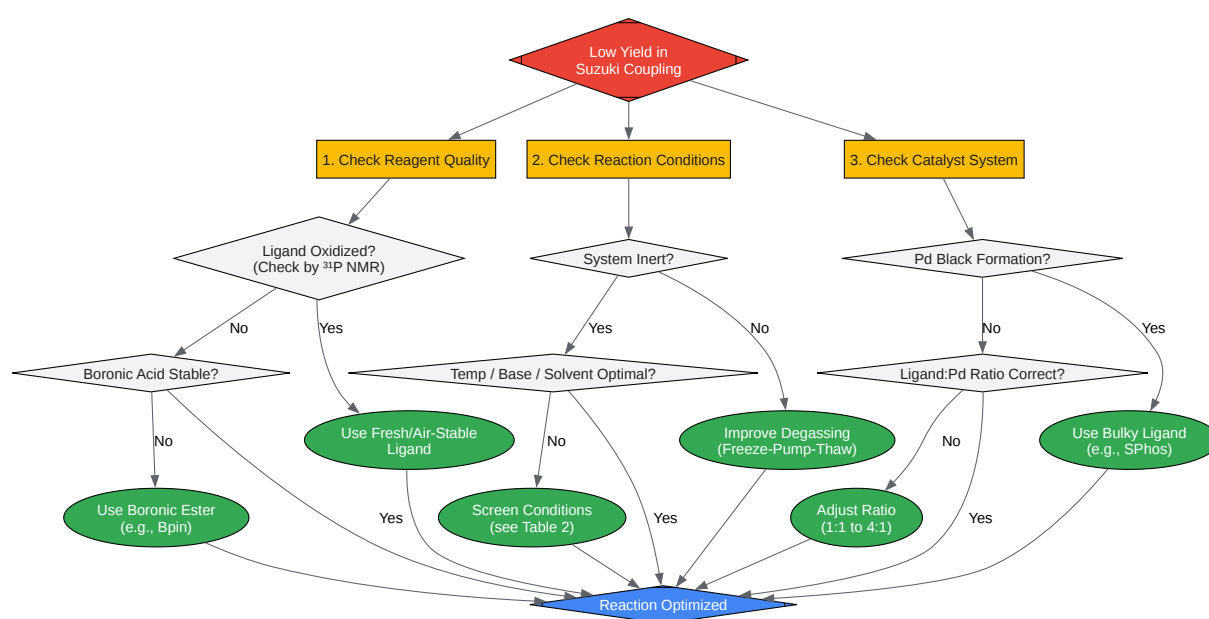 Low Yield in
Suzuki Coupling
1. Check Reagent Quality
2. Check Reaction Conditions
3. Check Catalyst System
Ligand Oxidized?
(Check by ³¹P NMR)
System Inert?
Pd Black Formation?
No
Yes
Yes
No
No
Yes
Boronic Acid Stable?
Temp / Base / Solvent Optimal?
Ligand:Pd Ratio Correct?
No
Use Fresh/Air-Stable
Ligand
No
Improve Degassing
(Freeze-Pump-Thaw)
No
Use Bulky Ligand
(e.g., SPhos)
Use Boronic Ester
(e.g., Bpin)
Yes
Screen Conditions
(see Table 2)
Yes
Adjust Ratio
(1:1 to 4:1)
Yes
Reaction Optimized